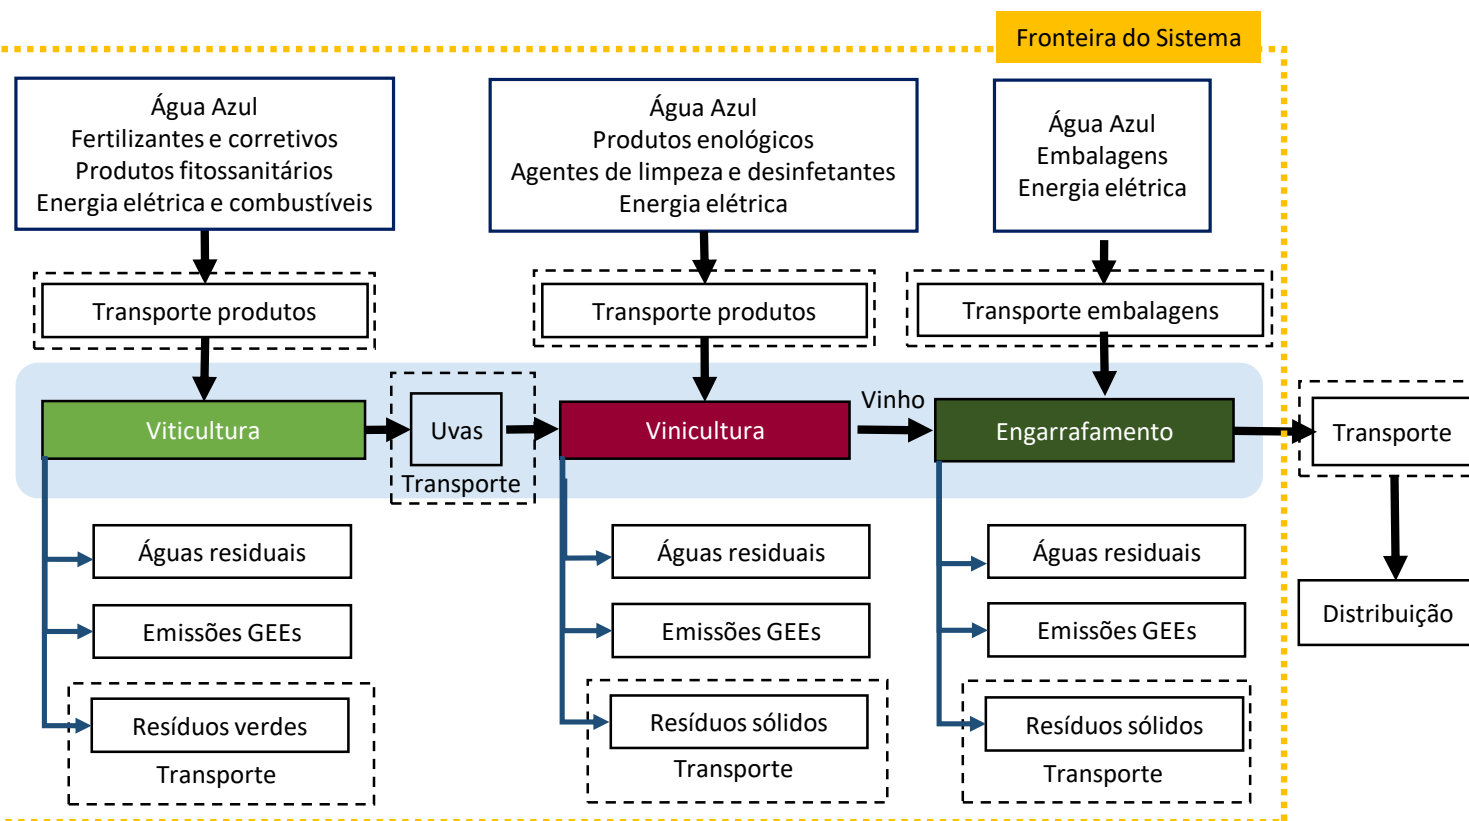 Fronteira do Sistema
Água Azul
Fertilizantes e corretivos
Produtos fitossanitários
Energia elétrica e combustíveis
Água Azul
Produtos enológicos
Agentes de limpeza e desinfetantes
Energia elétrica
Água Azul
Embalagens
Energia elétrica
Transporte produtos
Transporte produtos
Transporte embalagens
Viticultura
Uvas
Transporte
Vinicultura
Vinho
Engarrafamento
Transporte
Águas residuais
Águas residuais
Águas residuais
Emissões GEEs
Emissões GEEs
Emissões GEEs
Distribuição
Resíduos verdes
Transporte
Resíduos sólidos
Transporte
Resíduos sólidos
Transporte